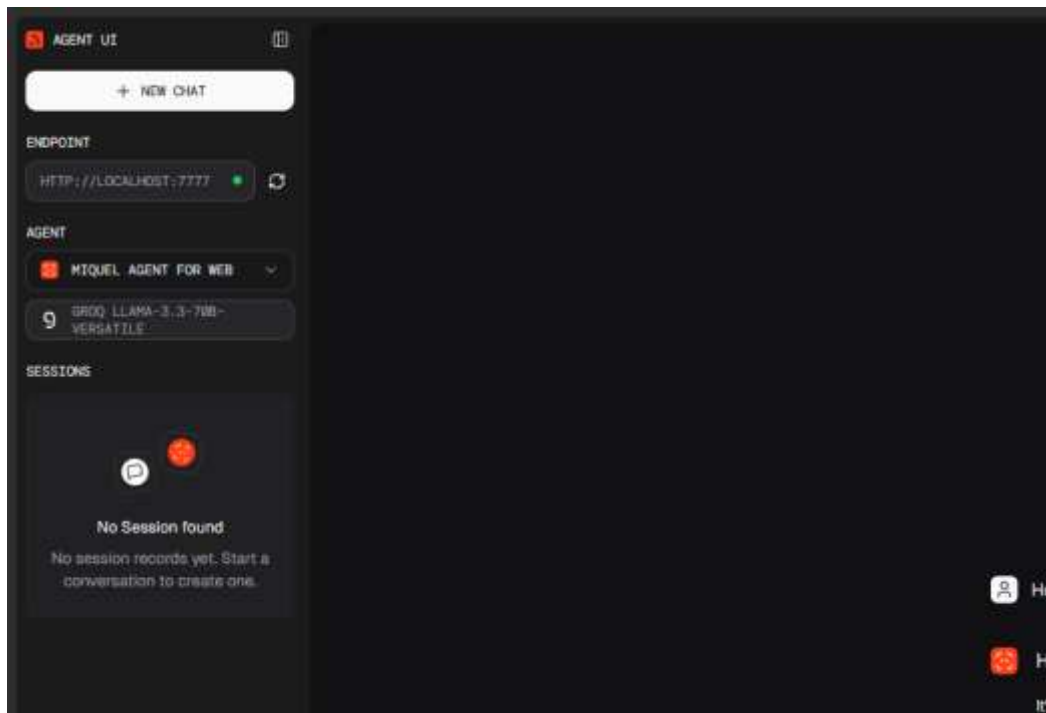 AGENT UI
+ NEW CHAT
ENDPOINT
HTTP://LOCALHOST:7777
AGENT
MIQUEL AGENT FOR WEB
GROQ LLAMA-3.3-70B-
VERSATILE
SESSIONS
No Session found
No session records yet. Start a
conversation to create one.